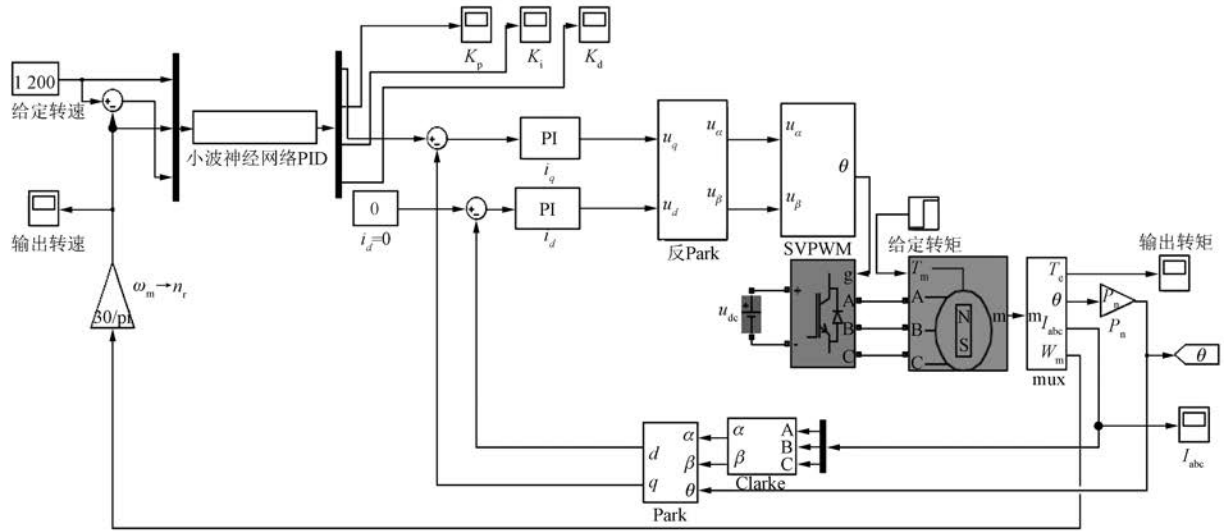 K_p
K_i
K_d
1 200
给定转速
小波神经网络PID
输出转速
ω_m→n_r
30/pi
0
i_d=0
PI
i_q
PI
i_d
u_q
u_d
u_α
u_β
反Park
u_α
u_β
θ
SVPWM
给定转矩
输出转矩
u_dc
+
-
g
A
B
C
T_m
A
B
C
N
S
m
m
T_e
θ
I_abc
W_m
mux
P_n
P_n
θ
I_abc
A
B
C
α
β
Clarke
α
β
θ
d
q
Park